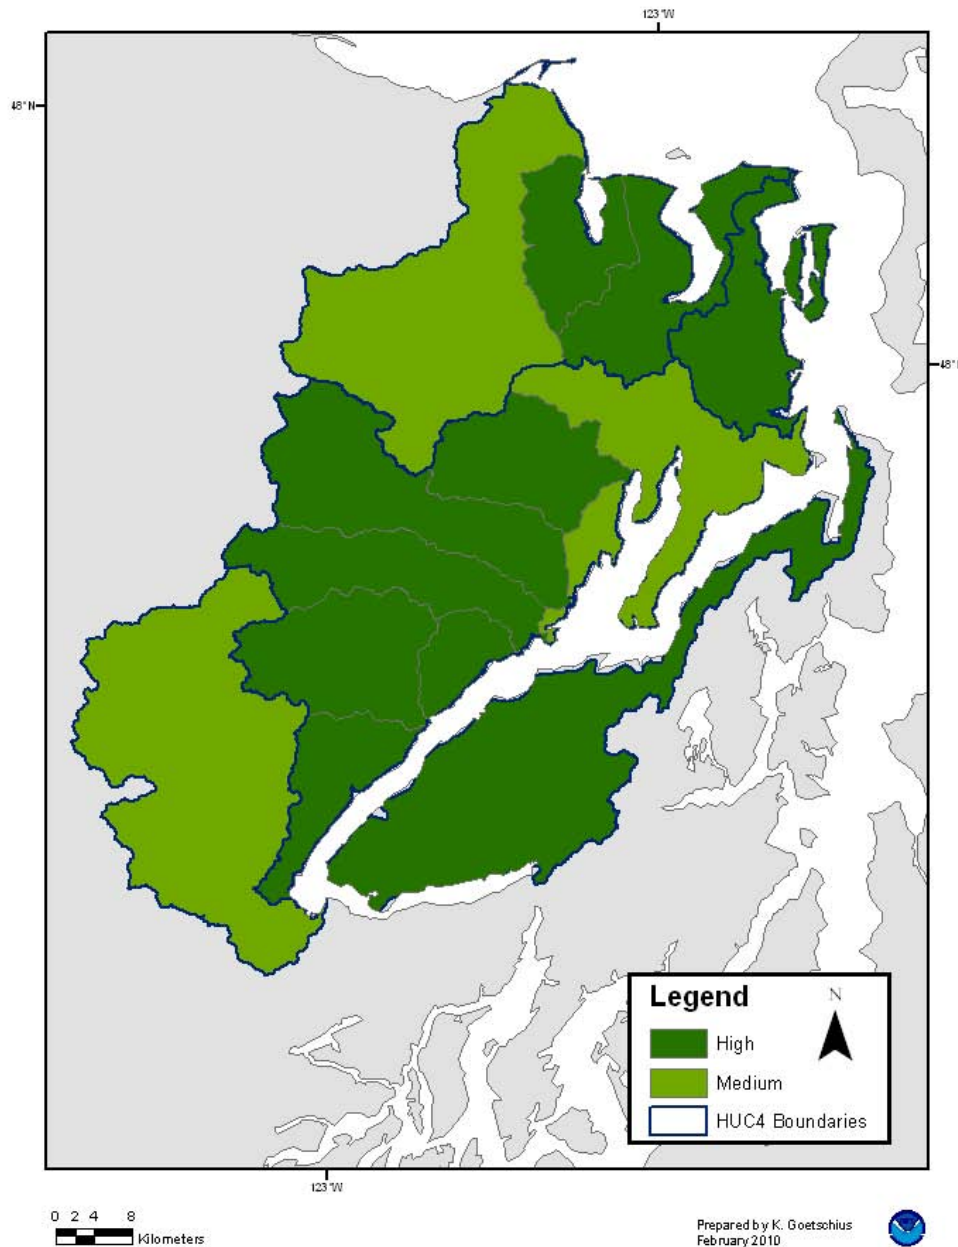 123°W
48°N
48°N
Legend
N
High
Medium
HUC4 Boundaries
123°W
0 2 4 8
Kilometers
Prepared by K. Goetschius
February 2010